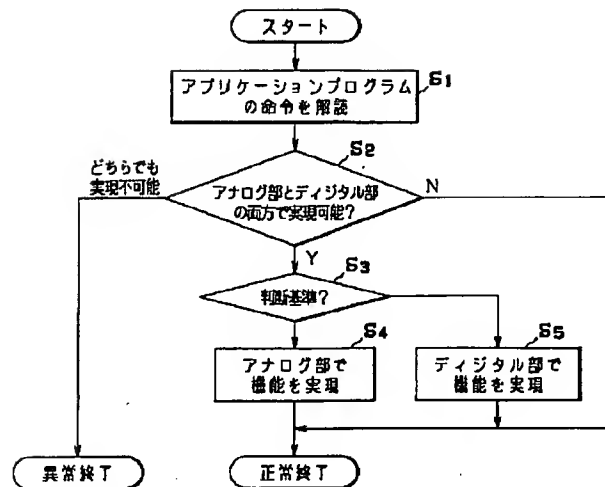 スタート
アプリケーションプログラム
の命令を解読
S1
S2
どちらでも
実現不可能
アナログ部とディジタル部
の両方で実現可能?
N
Y
S3
判断基準?
S4
アナログ部で
機能を実現
S5
ディジタル部で
機能を実現
異常終了
正常終了